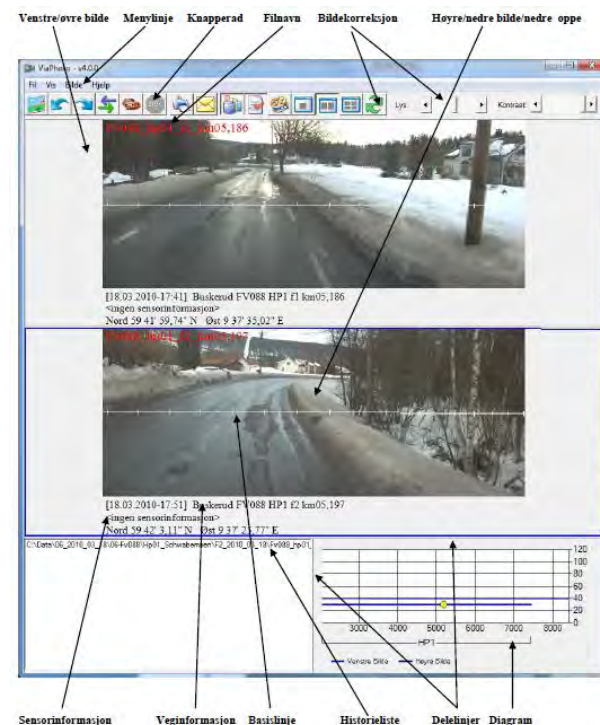 Venstre/øvre bilde Menylinje Knapperad Filnavn Bildekorreksjon Høyre/nedre bilde/nedre oppe
ViaPhoto - v4.0.0
Fil Vis Bilde Hjelp
Lys Kontrast
km05,186
[18.03.2010-17:41] Buskerud FV088 HP1 f1 km05,186
<ingen sensorinformasjon>
Nord 59 41' 59,74" N Øst 9 37' 35,02" E
[18.03.2010-17:51] Buskerud FV088 HP1 f2 km05,197
<ingen sensorinformasjon>
Nord 59 42' 3,11" N Øst 9 37'
120
100
80
60
40
20
0
3000 4000 5000 6000 7000 8000
HP1
Venstre Bilde Høyre Bilde
Sensorinformasjon Veginformasjon Basislinje Historieliste Delelinjer Diagram